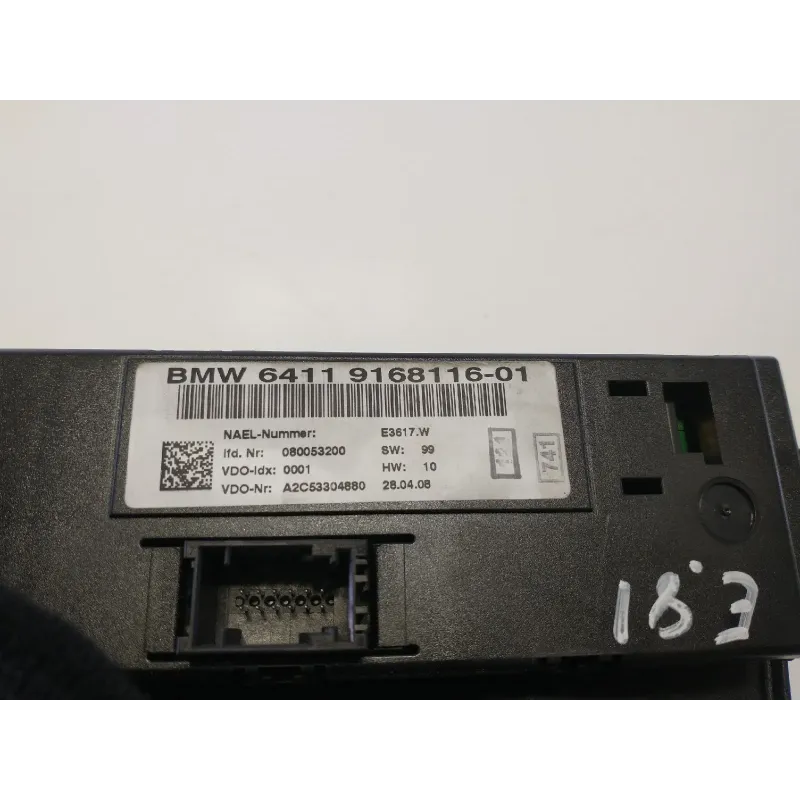 BMW 6411 9168116-01
NAEL-Nummer: E3617.W
lfd. Nr: 080053200 SW: 99
VDO-Idx: 0001 HW: 10
VDO-Nr: A2C53304880 28.04.08
741
E.81